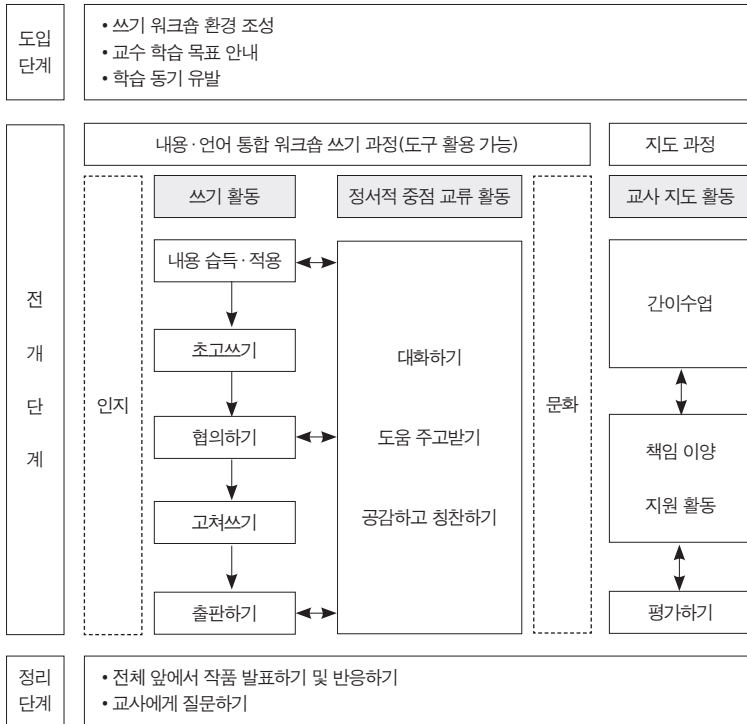 도입
단계
• 쓰기 워크숍 환경 조성
• 교수 학습 목표 안내
• 학습 동기 유발
전
개
단
계
내용·언어 통합 워크숍 쓰기 과정(도구 활용 가능)
지도 과정
인지
쓰기 활동
정서적 중점 교류 활동
문화
교사 지도 활동
내용 습득·적용
초고쓰기
협의하기
고쳐쓰기
출판하기
대화하기
도움 주고받기
공감하고 칭찬하기
간이수업
책임 이양
지원 활동
평가하기
정리
단계
• 전체 앞에서 작품 발표하기 및 반응하기
• 교사에게 질문하기